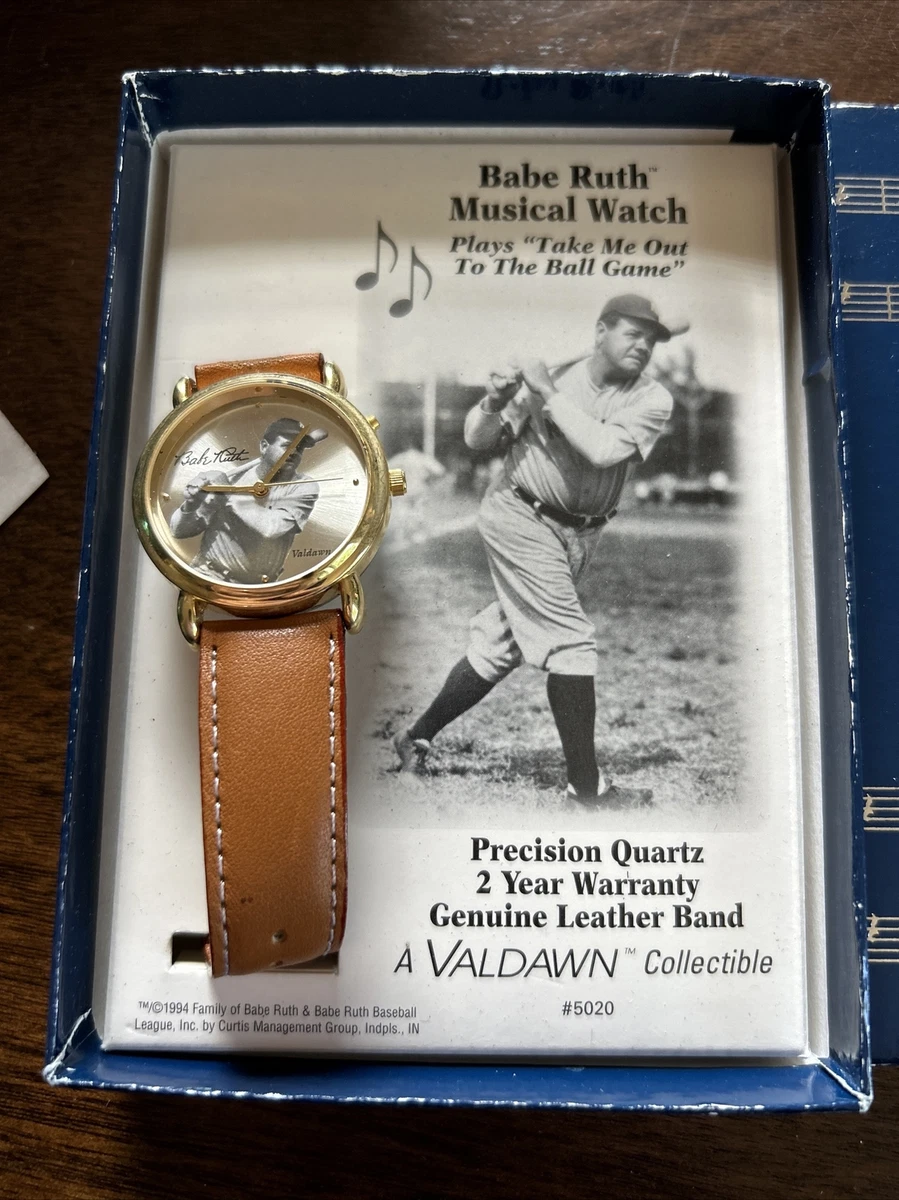 Babe Ruth™
Musical Watch
Plays "Take Me Out
To The Ball Game"
Babe Ruth
Valdawn
Precision Quartz
2 Year Warranty
Genuine Leather Band
A VALDAWN™ Collectible
™/©1994 Family of Babe Ruth & Babe Ruth Baseball
League, Inc. by Curtis Management Group, Indpls., IN
#5020